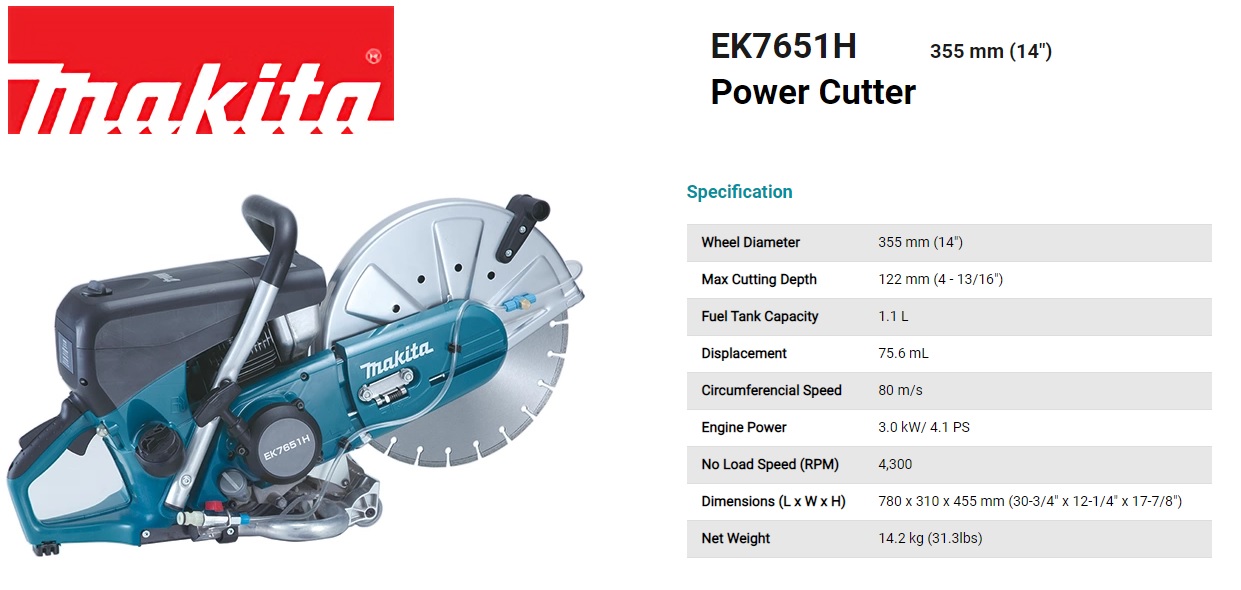 Makita
EK7651H 355 mm (14")
Power Cutter
Specification
Wheel Diameter 355 mm (14")
Max Cutting Depth 122 mm (4 - 13/16")
Fuel Tank Capacity 1.1 L
Displacement 75.6 mL
Circumferencial Speed 80 m/s
Engine Power 3.0 kW/ 4.1 PS
No Load Speed (RPM) 4,300
Dimensions (L x W x H) 780 x 310 x 455 mm (30-3/4" x 12-1/4" x 17-7/8")
Net Weight 14.2 kg (31.3lbs)
Makita
Makita
EK7651H